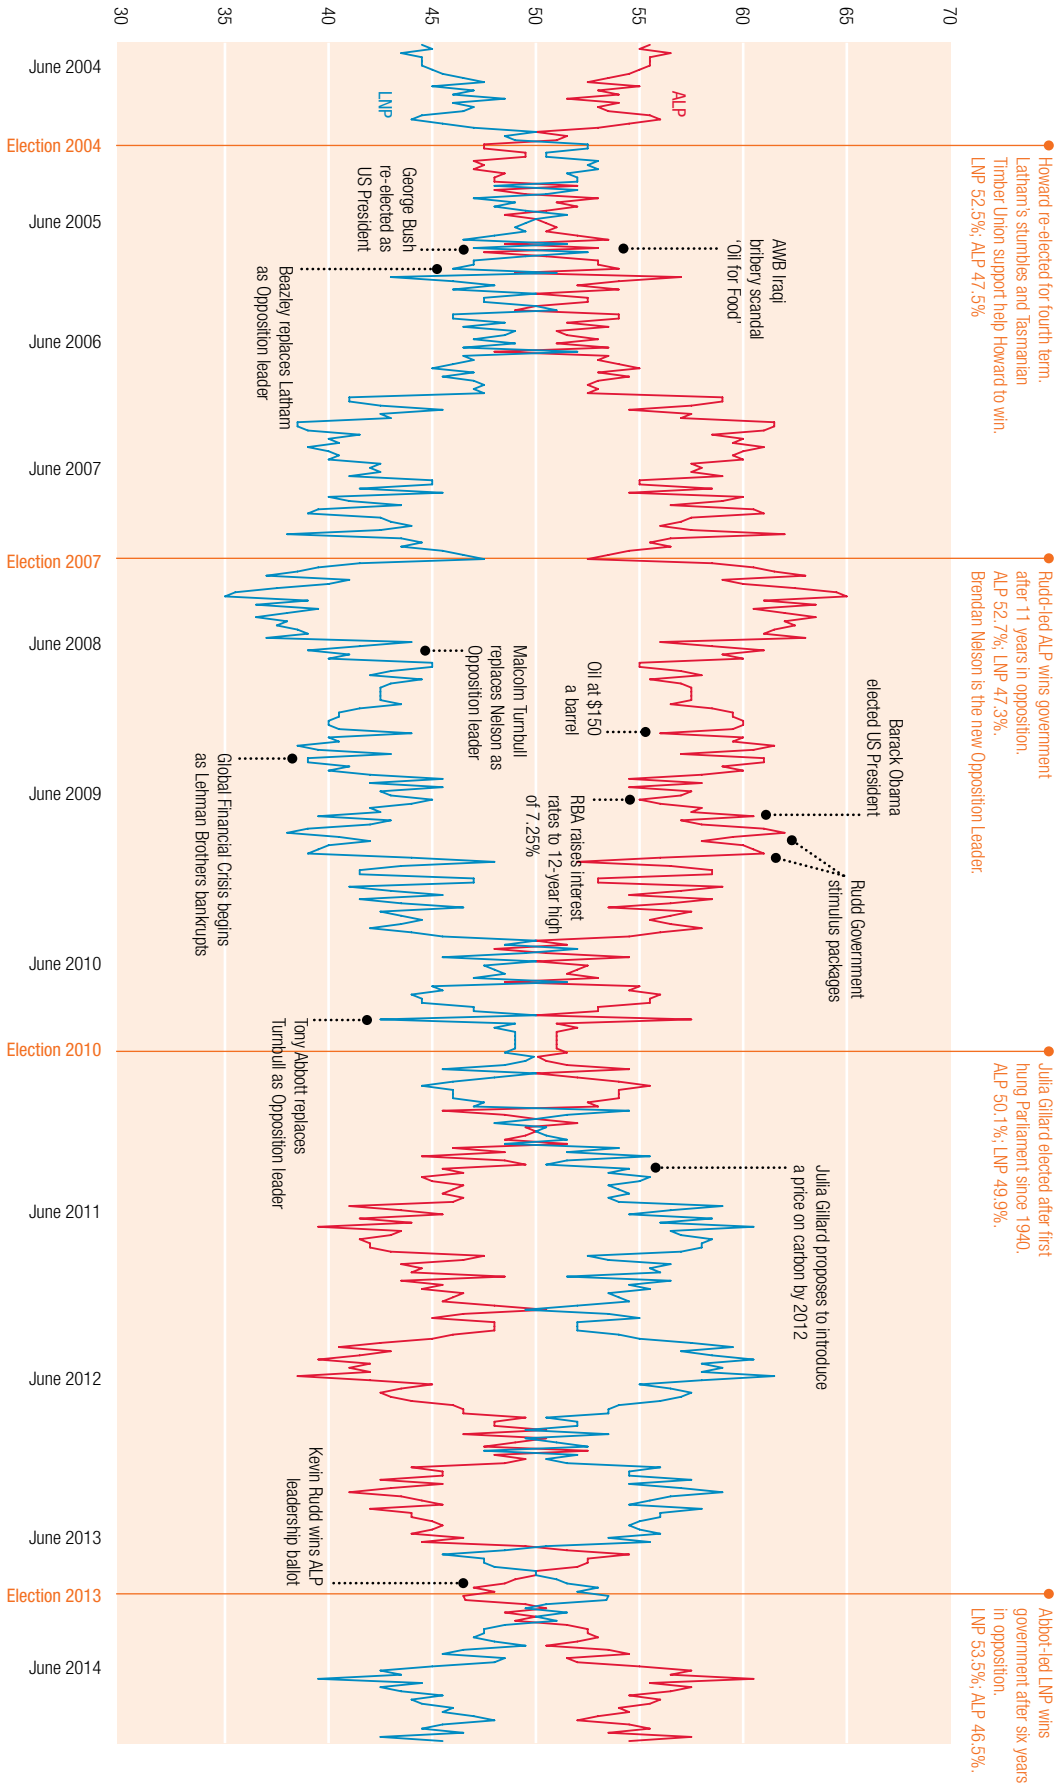 30
35
40
45
50
55
60
65
70
June 2004
Election 2004
June 2005
June 2006
June 2007
Election 2007
June 2008
June 2009
June 2010
Election 2010
June 2011
June 2012
June 2013
Election 2013
June 2014
LNP
ALP
Howard re-elected for fourth term.
Latham's stumbles and Tasmanian
Timber Union support help Howard to win.
LNP 52.5%; ALP 47.5%
Rudd-led ALP wins government
after 11 years in opposition.
ALP 52.7%; LNP 47.3%.
Brendan Nelson is the new Opposition Leader.
Julia Gillard elected after first
hung Parliament since 1940.
ALP 50.1%; LNP 49.9%.
Abbot-led LNP wins
government after six years
in opposition.
LNP 53.5%; ALP 46.5%.
George Bush
re-elected as
US President
Beazley replaces Latham
as Opposition leader
AWB Iraqi
bribery scandal
‘Oil for Food’
Malcolm Turnbull
replaces Nelson as
Opposition leader
Oil at $150
a barrel
Barack Obama
elected US President
Global Financial Crisis begins
as Lehman Brothers bankrupts
RBA raises interest
rates to 12-year high
of 7.25%
Rudd Government
stimulus packages
Tony Abbott replaces
Turnbull as Opposition leader
Julia Gillard proposes to introduce
a price on carbon by 2012
Kevin Rudd wins ALP
leadership ballot